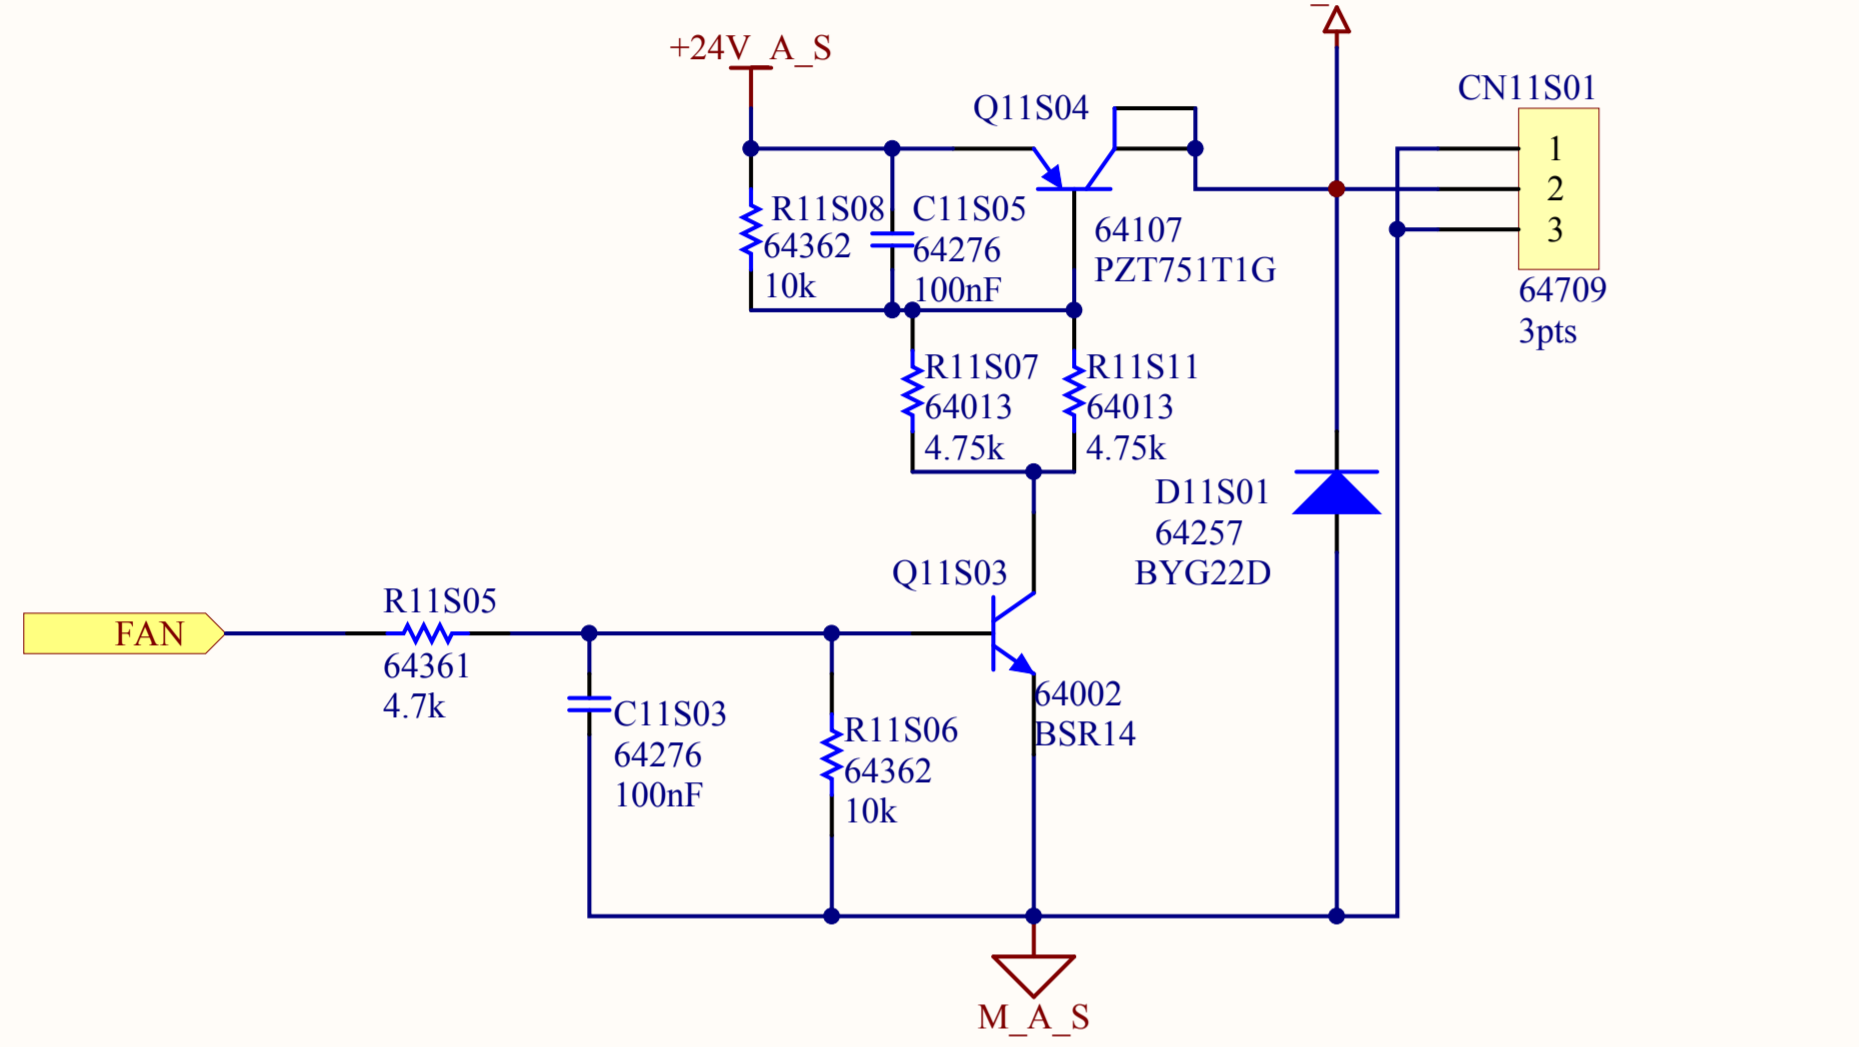 +24V_A_S
Q11S04
CN11S01
1
2
3
R11S08
64362
10k
C11S05
64276
100nF
64107
PZT751T1G
64709
3pts
R11S07
64013
4.75k
R11S11
64013
4.75k
D11S01
64257
BYG22D
Q11S03
FAN
R11S05
64361
4.7k
C11S03
64276
100nF
R11S06
64362
10k
64002
BSR14
M_A_S